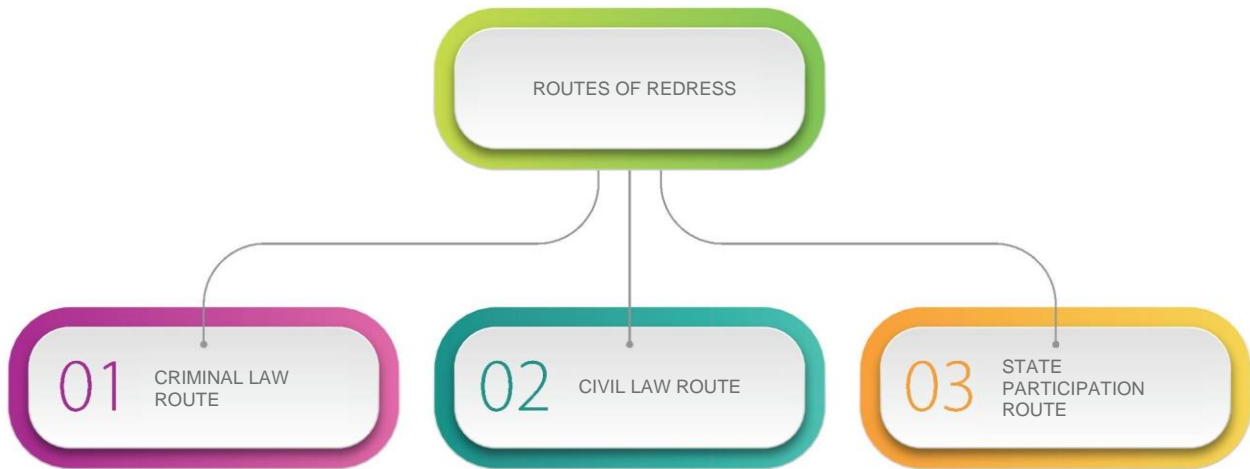 ROUTES OF REDRESS
01
CRIMINAL LAW
ROUTE
02
CIVIL LAW ROUTE
03
STATE
PARTICIPATION
ROUTE